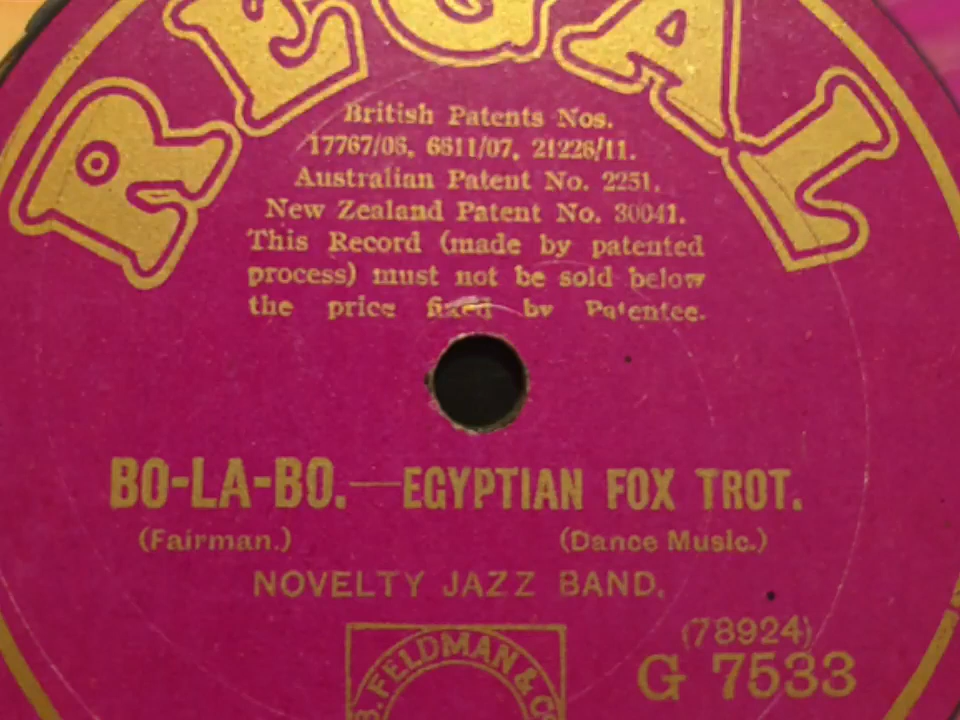 REGAL
British Patents Nos.
17767/06, 6611/07, 21226/11.
Australian Patent No. 2251.
New Zealand Patent No. 30041.
This Record (made by patented
process) must not be sold below
the price fixed by Patentee.
BO-LA-BO.—EGYPTIAN FOX TROT.
(Fairman.) (Dance Music.)
NOVELTY JAZZ BAND.
(78924)
B. FELDMAN & Co
G 7533